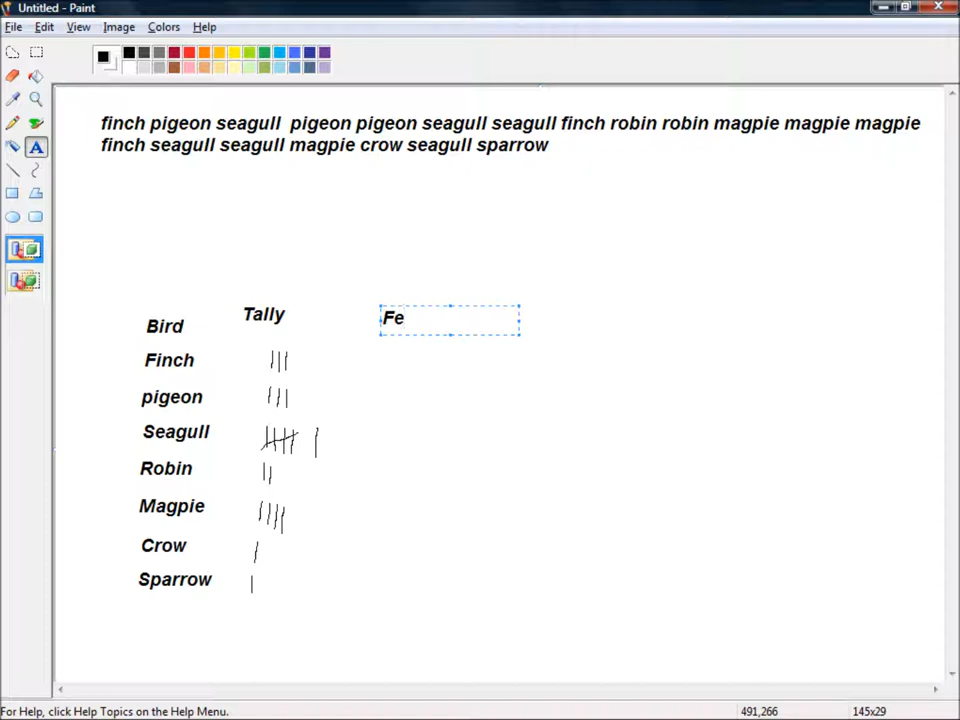 Untitled - Paint
File Edit View Image Colors Help
finch pigeon seagull pigeon pigeon seagull seagull finch robin robin magpie magpie magpie
finch seagull seagull magpie crow seagull sparrow
Bird Tally Fe
Finch
pigeon
Seagull
Robin
Magpie
Crow
Sparrow
For Help, click Help Topics on the Help Menu. 491,266 145x29